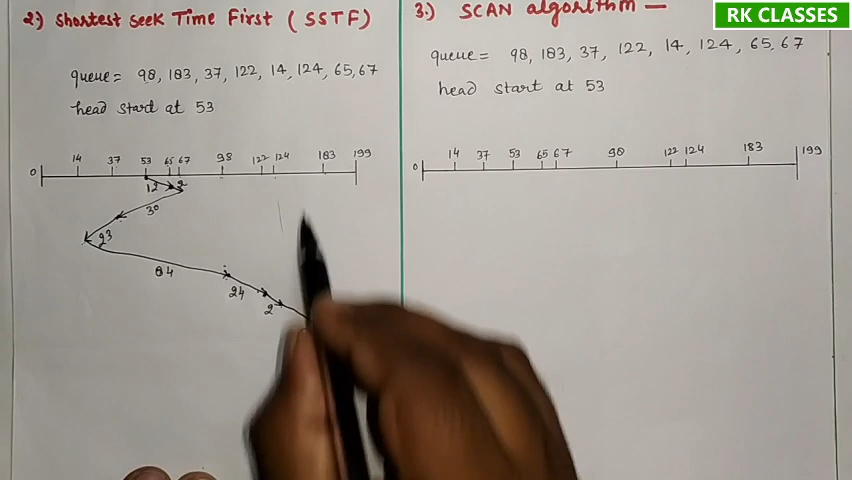 RK CLASSES
2:) Shortest Seek Time First ( SSTF )
queue = 98, 183, 37, 122, 14, 124, 65, 67
head start at 53
0 14 37 53 65 67 98 122 124 183 199
12 2
30
23
84
24
2
3:) SCAN algorithm —
queue = 98, 183, 37, 122, 14, 124, 65, 67
head start at 53
0 14 37 53 65 67 98 122 124 183 199